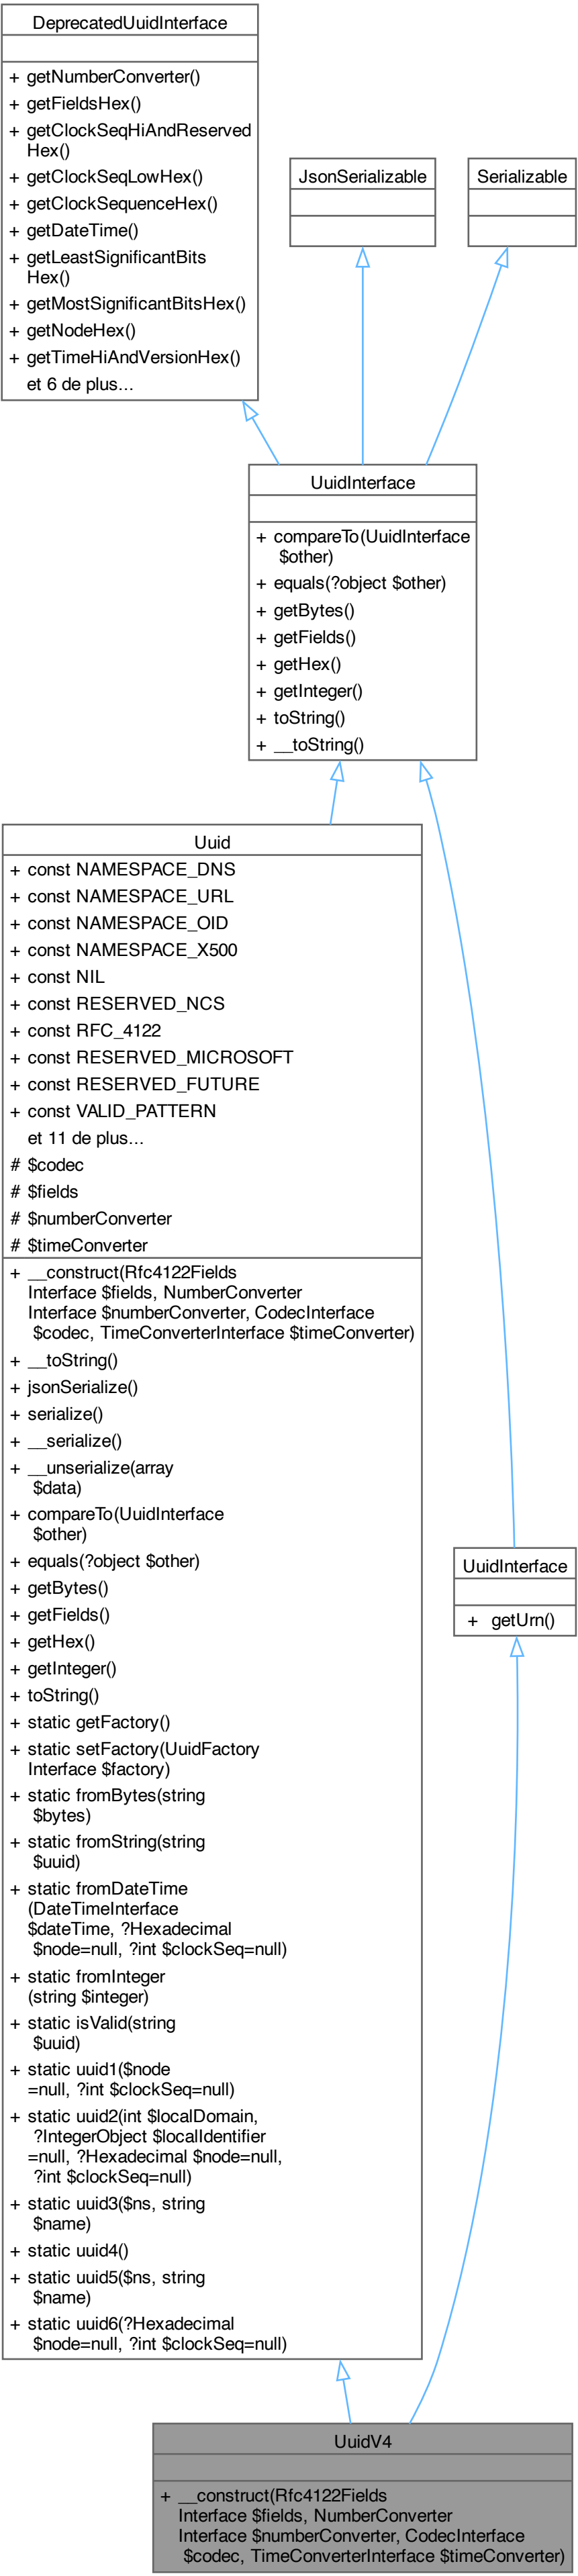 DeprecatedUuidInterface
+ getNumberConverter()
+ getFieldsHex()
+ getClockSeqHiAndReserved
Hex()
+ getClockSeqLowHex()
+ getClockSequenceHex()
+ getDateTime()
+ getLeastSignificantBits
Hex()
+ getMostSignificantBitsHex()
+ getNodeHex()
+ getTimeHiAndVersionHex()
et 6 de plus...
JsonSerializable
Serializable
UuidInterface
+ compareTo(UuidInterface
$other)
+ equals(?object $other)
+ getBytes()
+ getFields()
+ getHex()
+ getInteger()
+ toString()
+ __toString()
Uuid
+ const NAMESPACE_DNS
+ const NAMESPACE_URL
+ const NAMESPACE_OID
+ const NAMESPACE_X500
+ const NIL
+ const RESERVED_NCS
+ const RFC_4122
+ const RESERVED_MICROSOFT
+ const RESERVED_FUTURE
+ const VALID_PATTERN
et 11 de plus...
# $codec
# $fields
# $numberConverter
# $timeConverter
+ __construct(Rfc4122Fields
Interface $fields, NumberConverter
Interface $numberConverter, CodecInterface
$codec, TimeConverterInterface $timeConverter)
+ __toString()
+ jsonSerialize()
+ serialize()
+ __serialize()
+ __unserialize(array
$data)
+ compareTo(UuidInterface
$other)
+ equals(?object $other)
+ getBytes()
+ getFields()
+ getHex()
+ getInteger()
+ toString()
+ static getFactory()
+ static setFactory(UuidFactory
Interface $factory)
+ static fromBytes(string
$bytes)
+ static fromString(string
$uuid)
+ static fromDateTime
(DateTimeInterface
$dateTime, ?Hexadecimal
$node=null, ?int $clockSeq=null)
+ static fromInteger
(string $integer)
+ static isValid(string
$uuid)
+ static uuid1($node
=null, ?int $clockSeq=null)
+ static uuid2(int $localDomain,
?IntegerObject $localIdentifier
=null, ?Hexadecimal $node=null,
?int $clockSeq=null)
+ static uuid3($ns, string
$name)
+ static uuid4()
+ static uuid5($ns, string
$name)
+ static uuid6(?Hexadecimal
$node=null, ?int $clockSeq=null)
UuidInterface
+ getUrn()
UuidV4
+ __construct(Rfc4122Fields
Interface $fields, NumberConverter
Interface $numberConverter, CodecInterface
$codec, TimeConverterInterface $timeConverter)